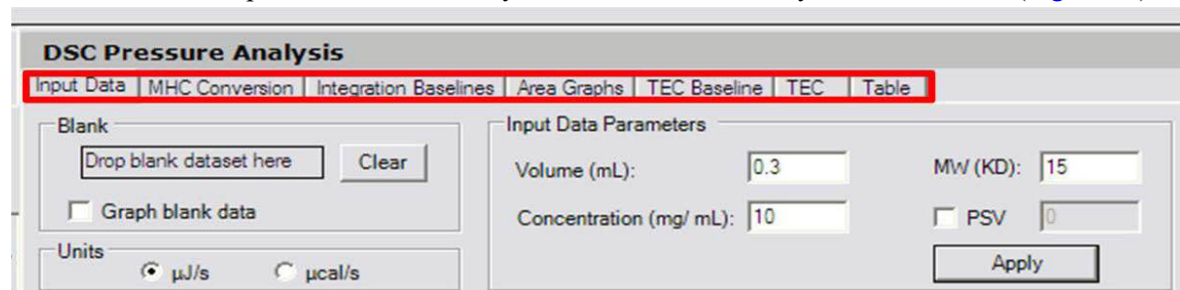 DSC Pressure Analysis
Input Data MHC Conversion Integration Baselines Area Graphs TEC Baseline TEC Table
Blank
Drop blank dataset here Clear
Graph blank data
Units
µJ/s µcal/s
Input Data Parameters
Volume (mL): 0.3 MW (KD): 15
Concentration (mg/ mL): 10 PSV 0
Apply